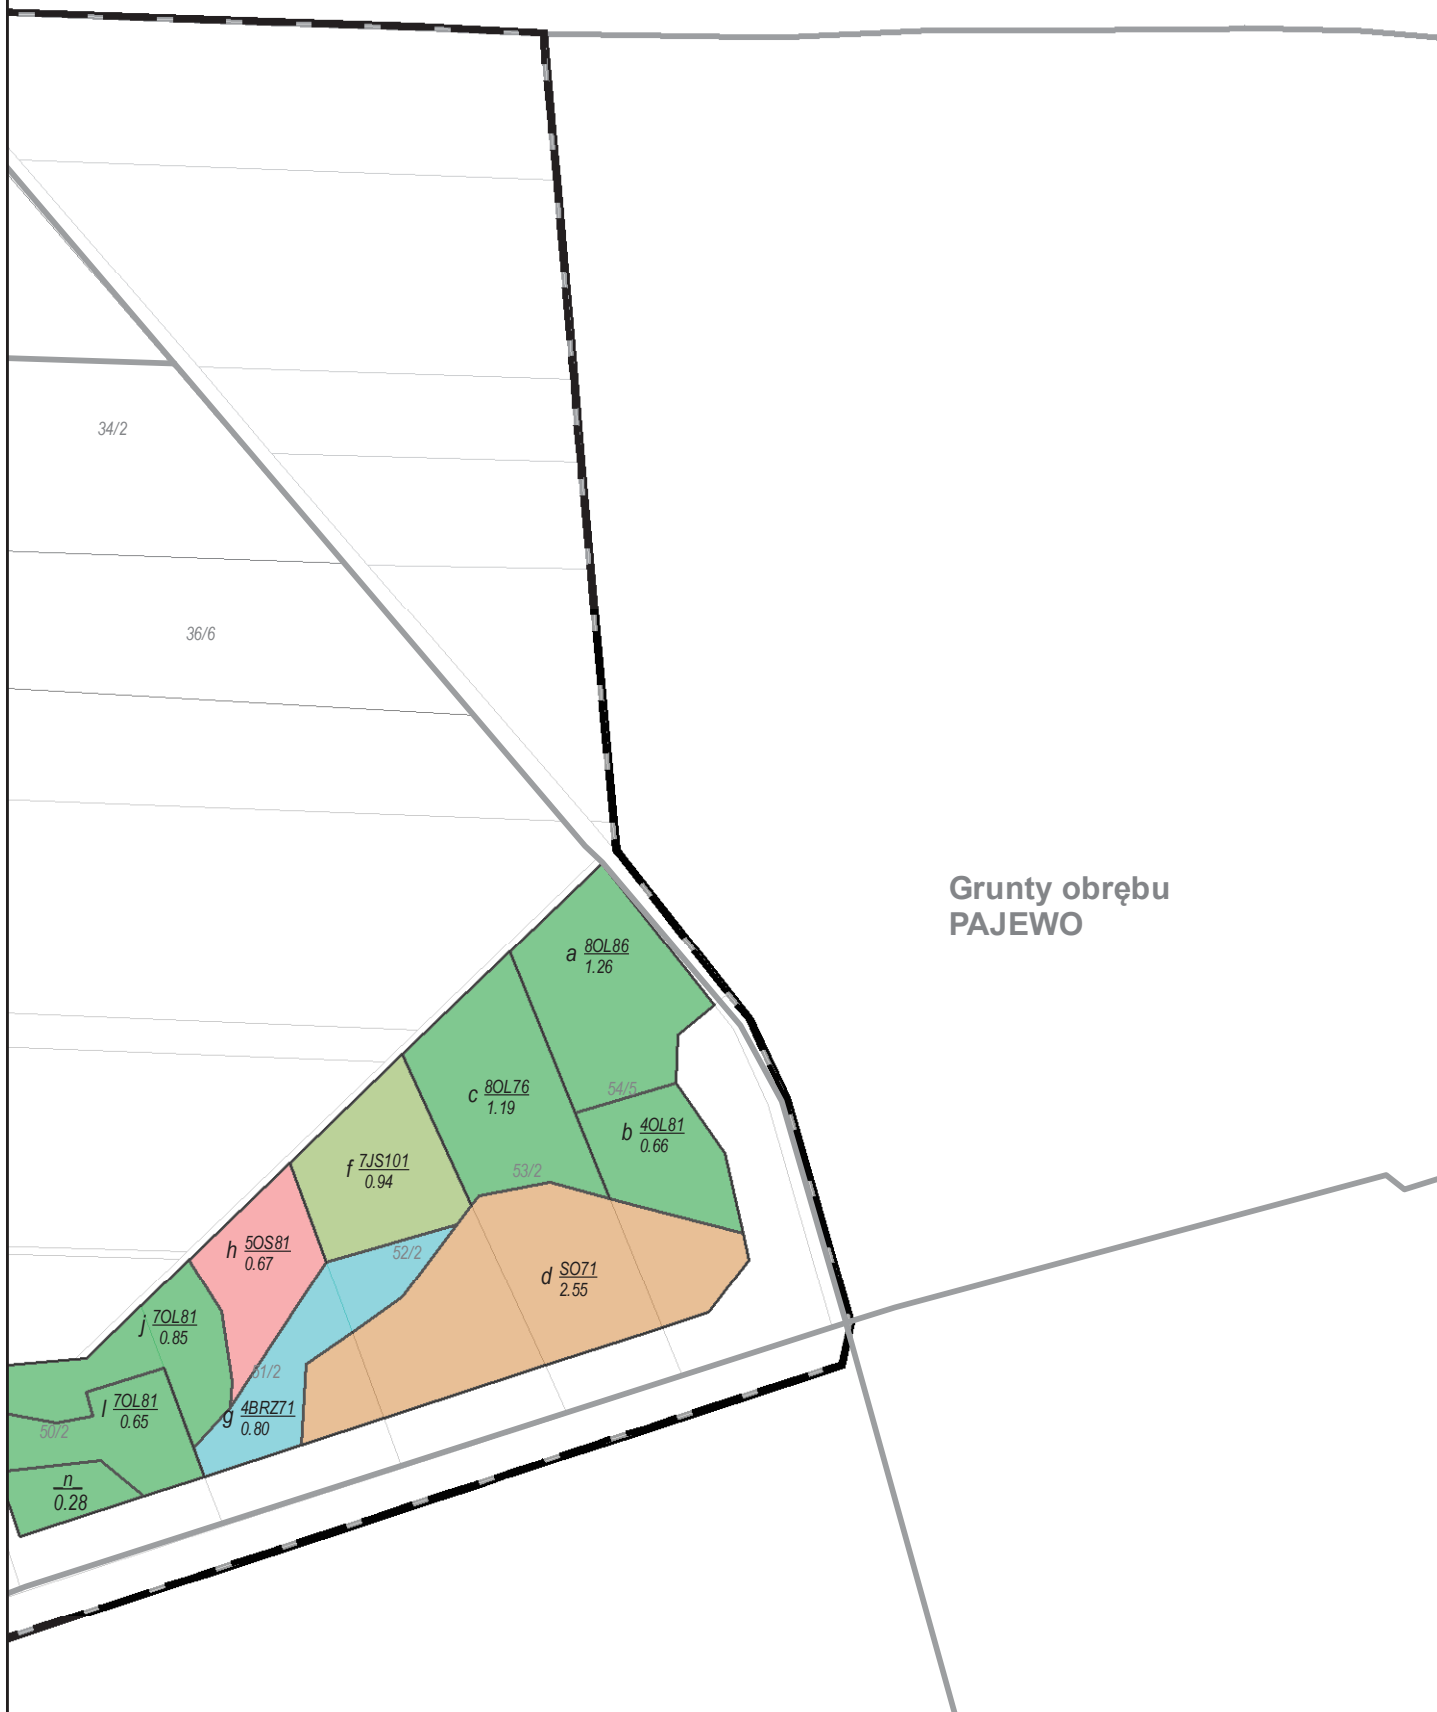 34/2
36/6
Grunty obrębu
PAJEWO
a 8OL86
1.26
c 8OL76
1.19
54/5
b 4OL81
0.66
f 7JS101
0.94
53/2
h 5OS81
0.67
52/2
d SO71
2.55
j 7OL81
0.85
51/2
l 7OL81
0.65
g 4BRZ71
0.80
50/2
n
0.28